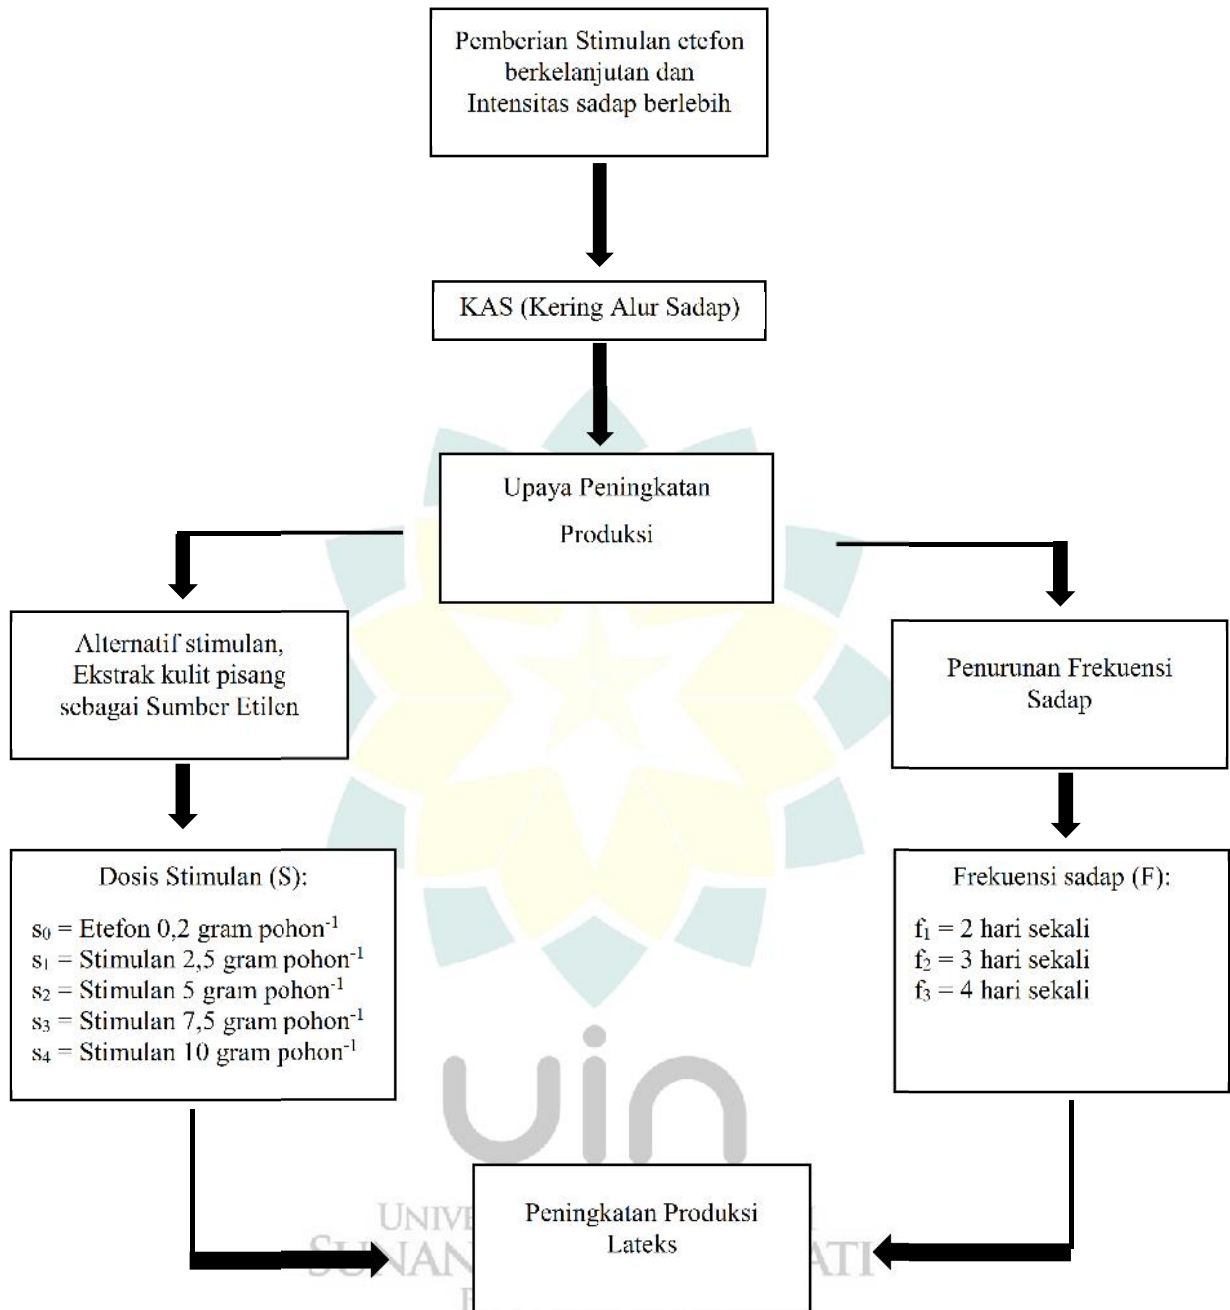 Pemberian Stimulan etefon
berkelanjutan dan
Intensitas sadap berlebih
KAS (Kering Alur Sadap)
Upaya Peningkatan
Produksi
Alternatif stimulan,
Ekstrak kulit pisang
sebagai Sumber Etilen
Penurunan Frekuensi
Sadap
Dosis Stimulan (S):
s₀ = Etefon 0,2 gram pohon⁻¹
s₁ = Stimulan 2,5 gram pohon⁻¹
s₂ = Stimulan 5 gram pohon⁻¹
s₃ = Stimulan 7,5 gram pohon⁻¹
s₄ = Stimulan 10 gram pohon⁻¹
Frekuensi sadap (F):
f₁ = 2 hari sekali
f₂ = 3 hari sekali
f₃ = 4 hari sekali
uin
Peningkatan Produksi
Lateks